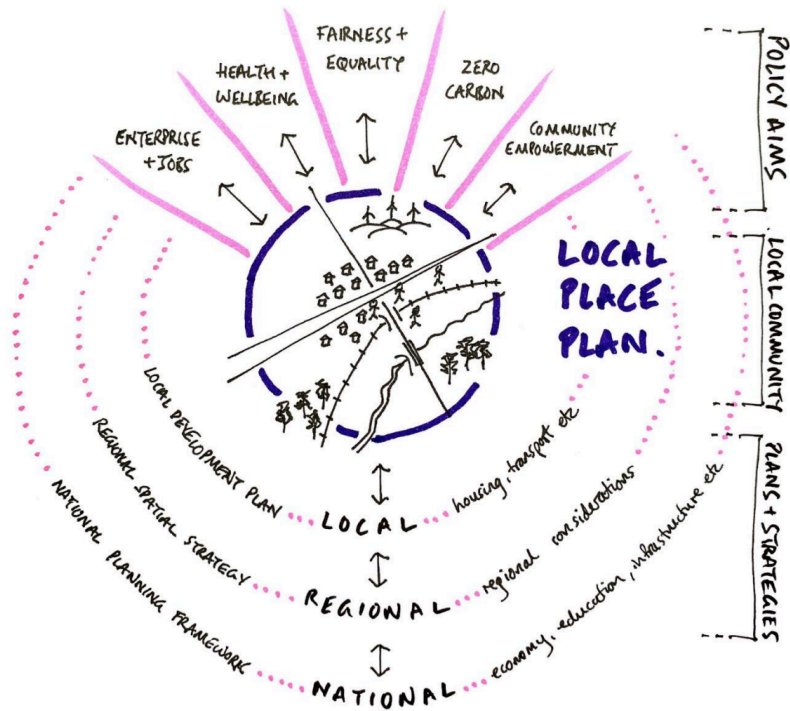 FAIRNESS +
EQUALITY
HEALTH +
WELLBEING
ZERO
CARBON
ENTERPRISE
+ JOBS
COMMUNITY
EMPOWERMENT
POLICY AIMS
LOCAL
PLACE
PLAN.
LOCAL COMMUNITY
PLANS + STRATEGIES
LOCAL DEVELOPMENT PLAN
LOCAL
housing, transport etc
REGIONAL SPATIAL STRATEGY
REGIONAL
regional considerations
NATIONAL PLANNING FRAMEWORK
NATIONAL
economy, education, infrastructure etc